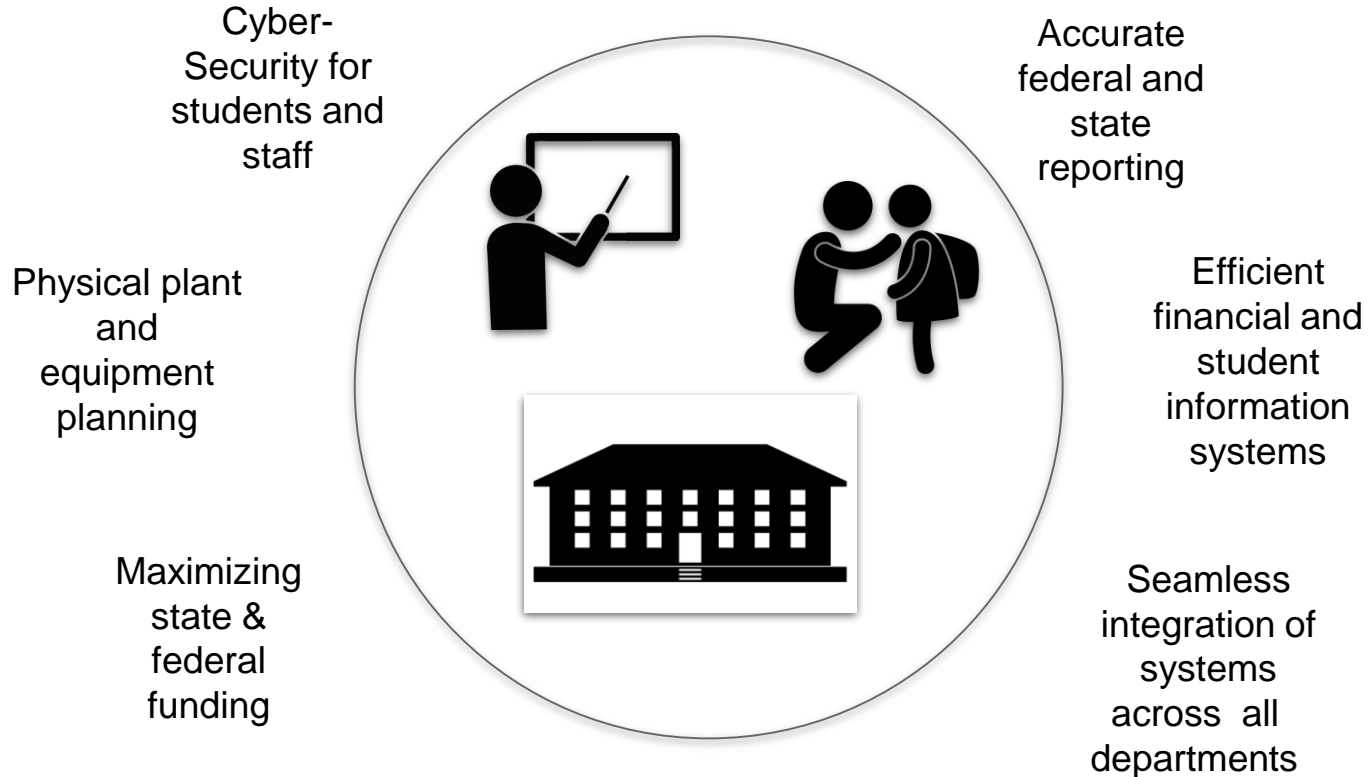 Cyber-
Security for
students and
staff
Accurate
federal and
state
reporting
Physical plant
and
equipment
planning
Efficient
financial and
student
information
systems
Maximizing
state &
federal
funding
Seamless
integration of
systems
across  all
departments